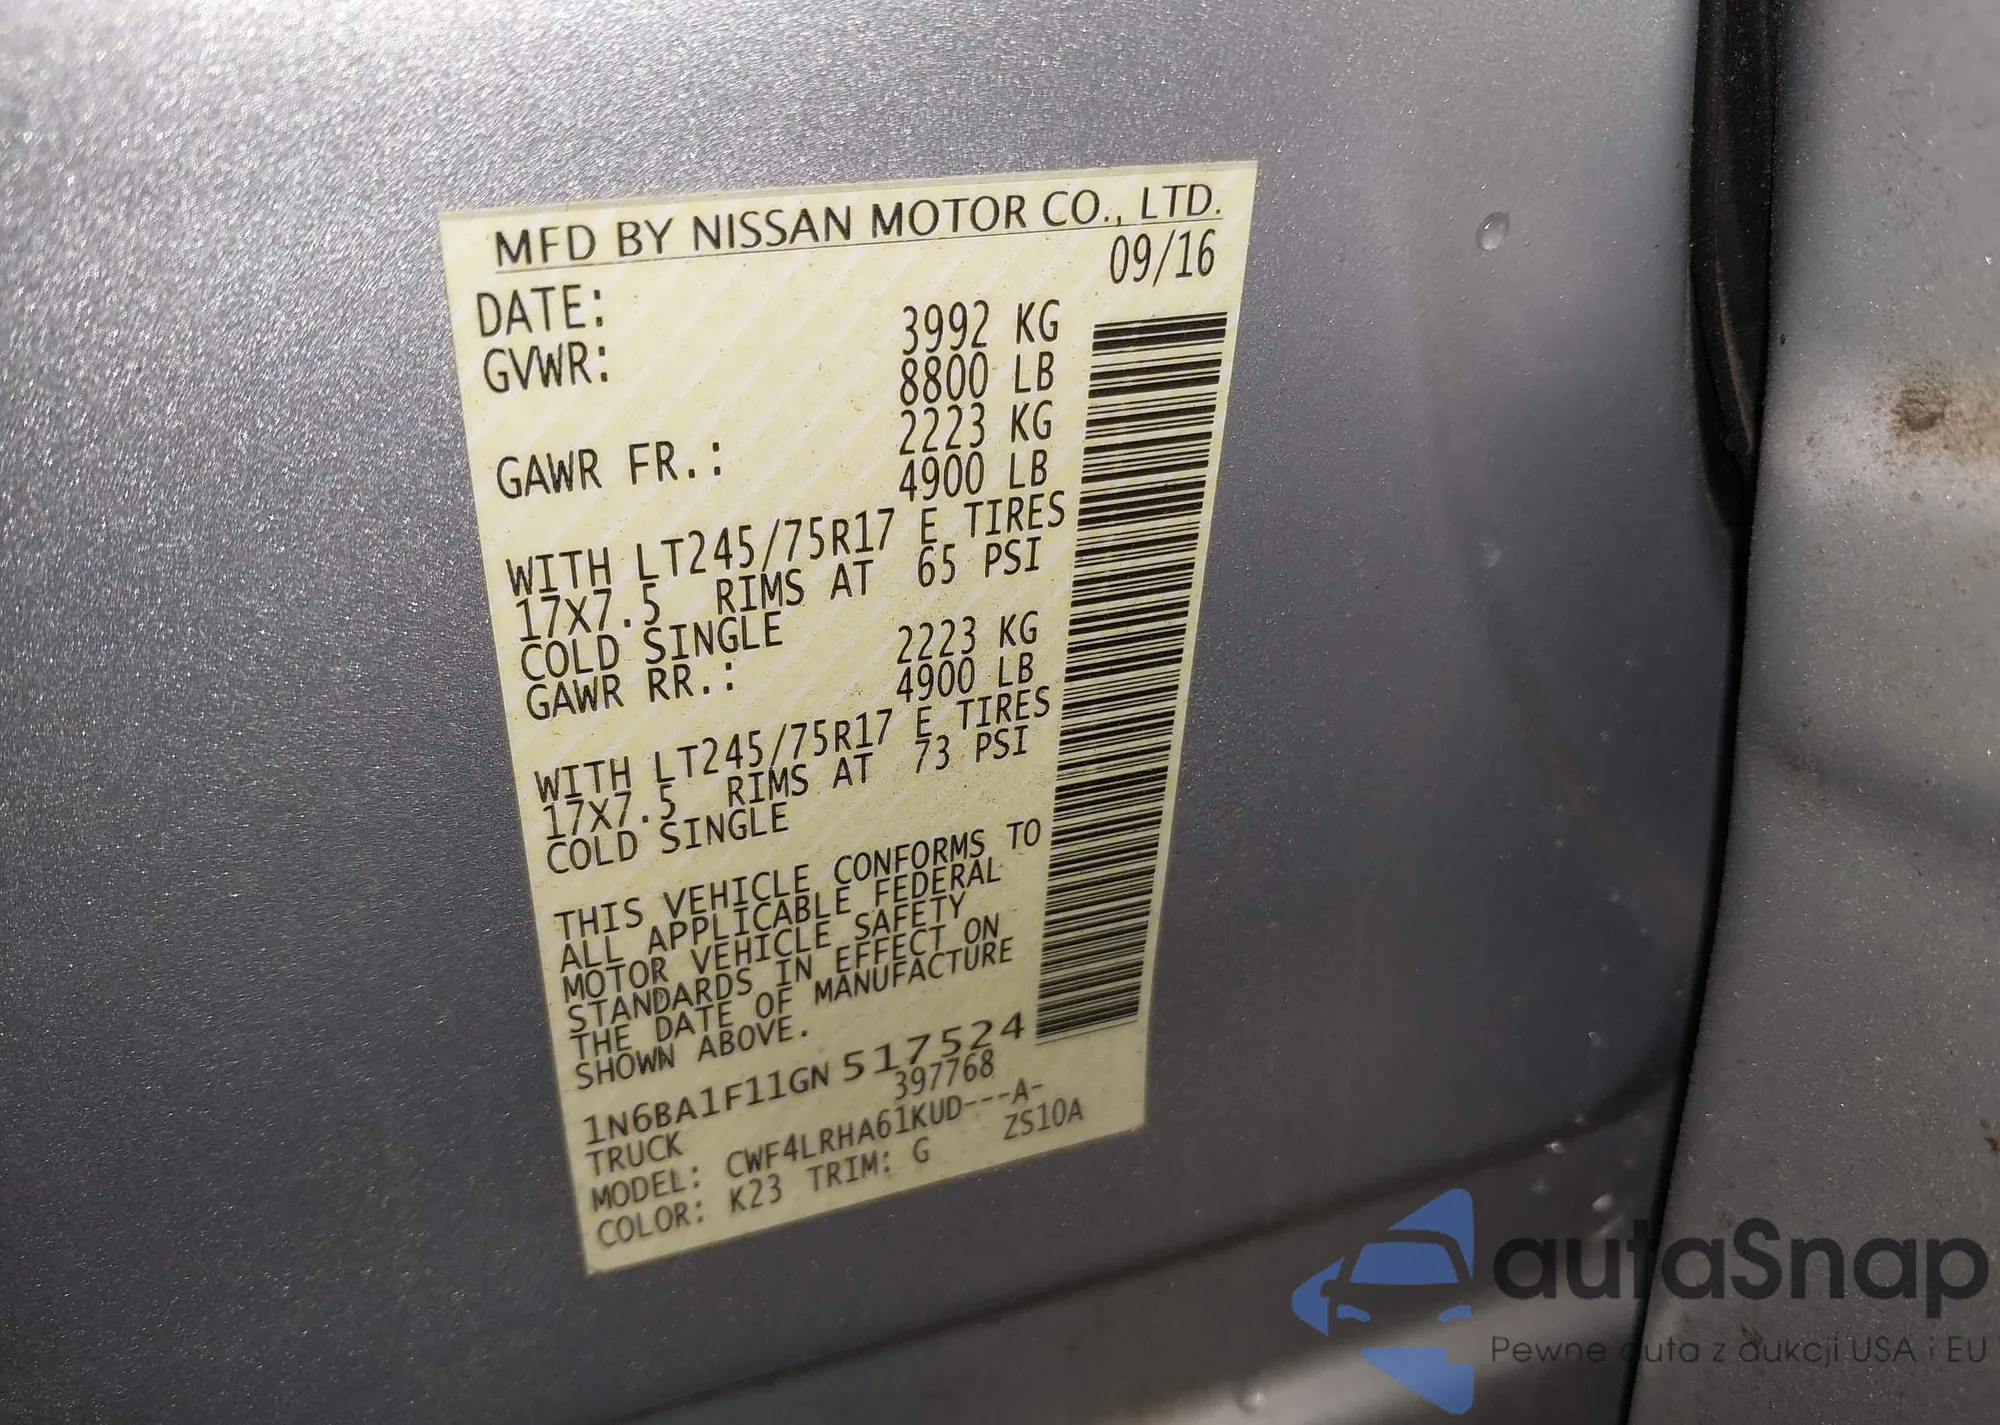 MFD BY NISSAN MOTOR CO., LTD.
DATE: 09/16
GVWR: 3992 KG
8800 LB
GAWR FR.: 2223 KG
4900 LB
WITH LT245/75R17 E TIRES
17X7.5 RIMS AT 65 PSI
COLD SINGLE
GAWR RR.: 2223 KG
4900 LB
WITH LT245/75R17 E TIRES
17X7.5 RIMS AT 73 PSI
COLD SINGLE
THIS VEHICLE CONFORMS TO
ALL APPLICABLE FEDERAL
MOTOR VEHICLE SAFETY
STANDARDS IN EFFECT ON
THE DATE OF MANUFACTURE
SHOWN ABOVE.
1N6BA1F11GN517524
TRUCK 397768
MODEL: CWF4LRHA61KUD---A-
COLOR: K23 TRIM: G ZS10A
autaSnap
Pewne auta z aukcji USA i EU